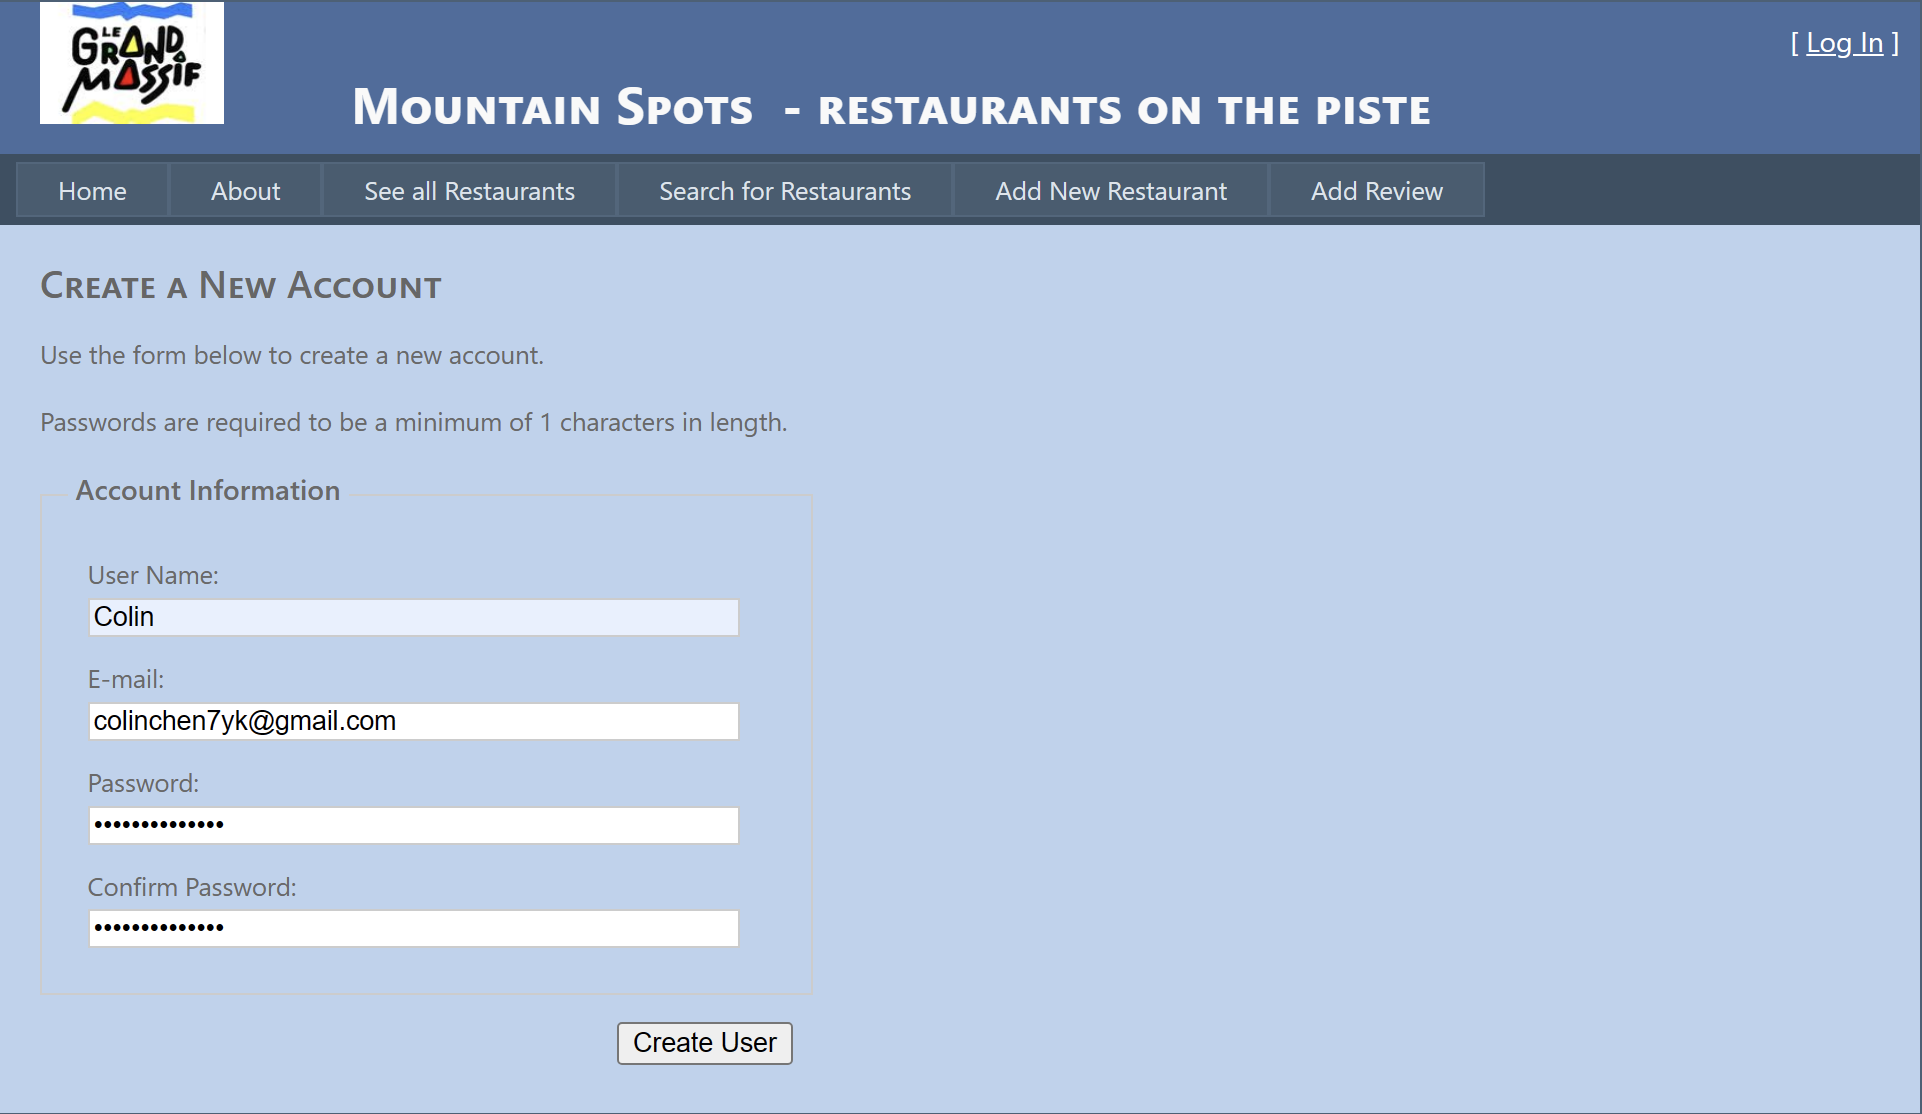 LE
GRAND
MASSIF
[ Log In ]
Mountain Spots - restaurants on the piste
Home About See all Restaurants Search for Restaurants Add New Restaurant Add Review
Create a New Account
Use the form below to create a new account.
Passwords are required to be a minimum of 1 characters in length.
Account Information
User Name:
Colin
E-mail:
colinchen7yk@gmail.com
Password:
••••••••••••••
Confirm Password:
••••••••••••••
Create User